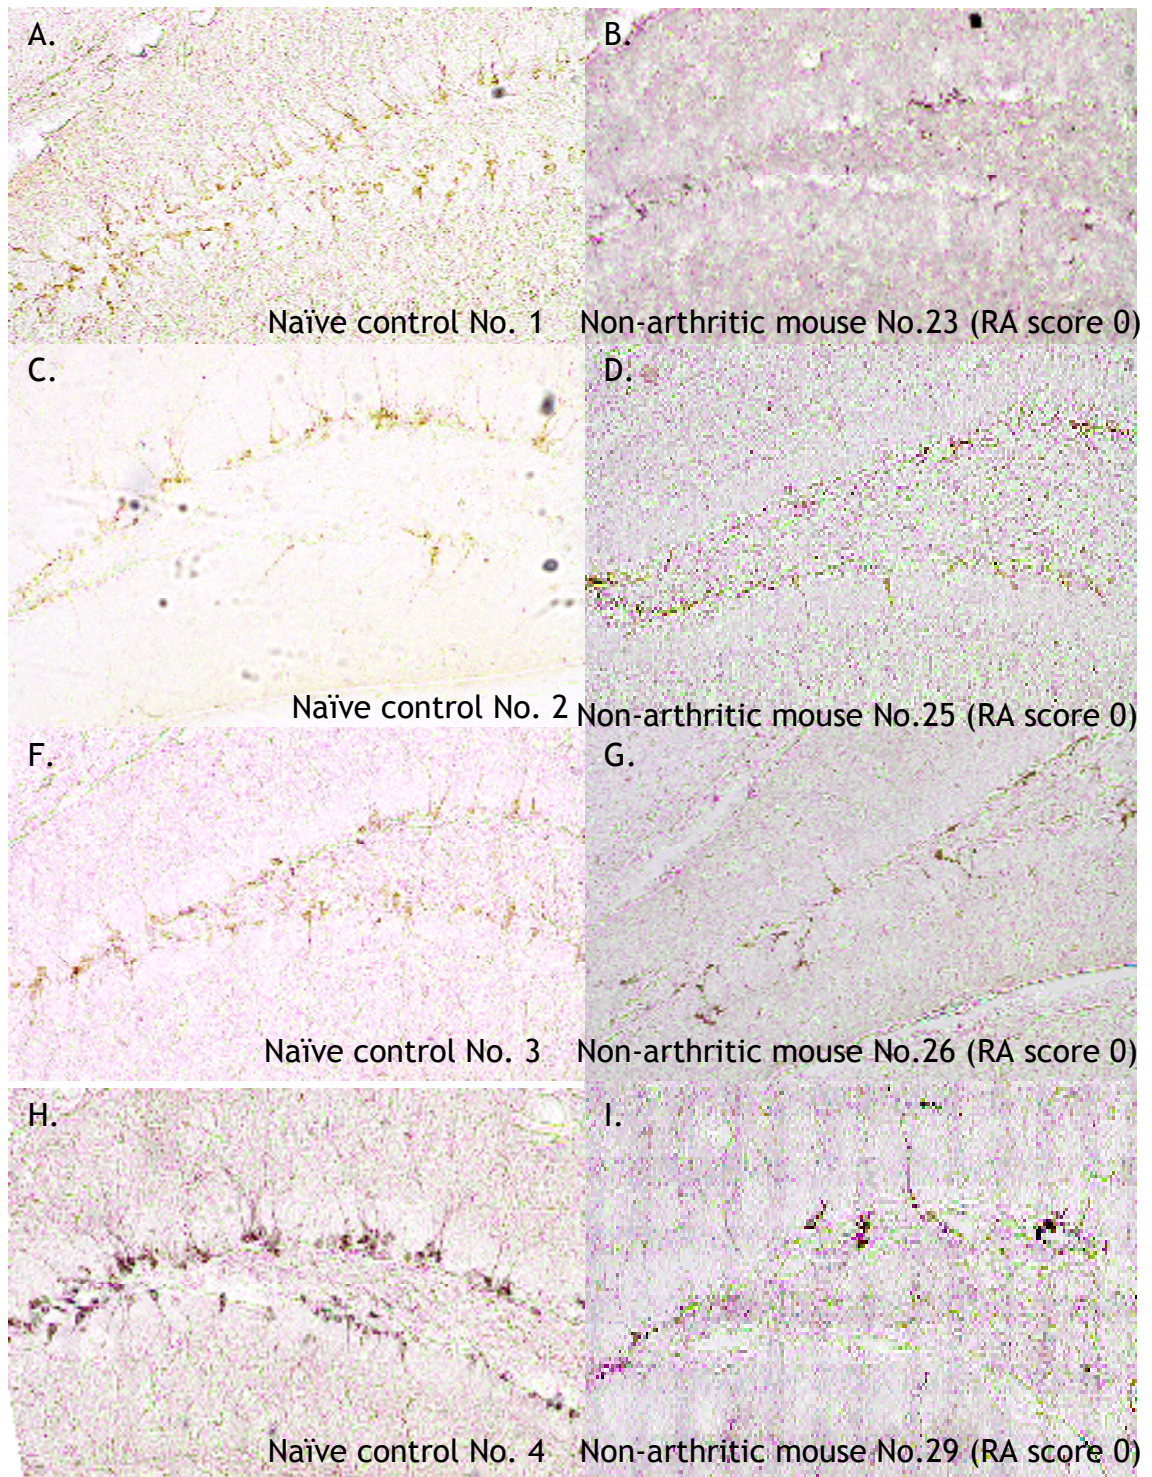 A.
B.
Naïve control No. 1
Non-arthritic mouse No.23 (RA score 0)
C.
D.
Naïve control No. 2
Non-arthritic mouse No.25 (RA score 0)
F.
G.
Naïve control No. 3
Non-arthritic mouse No.26 (RA score 0)
H.
I.
Naïve control No. 4
Non-arthritic mouse No.29 (RA score 0)